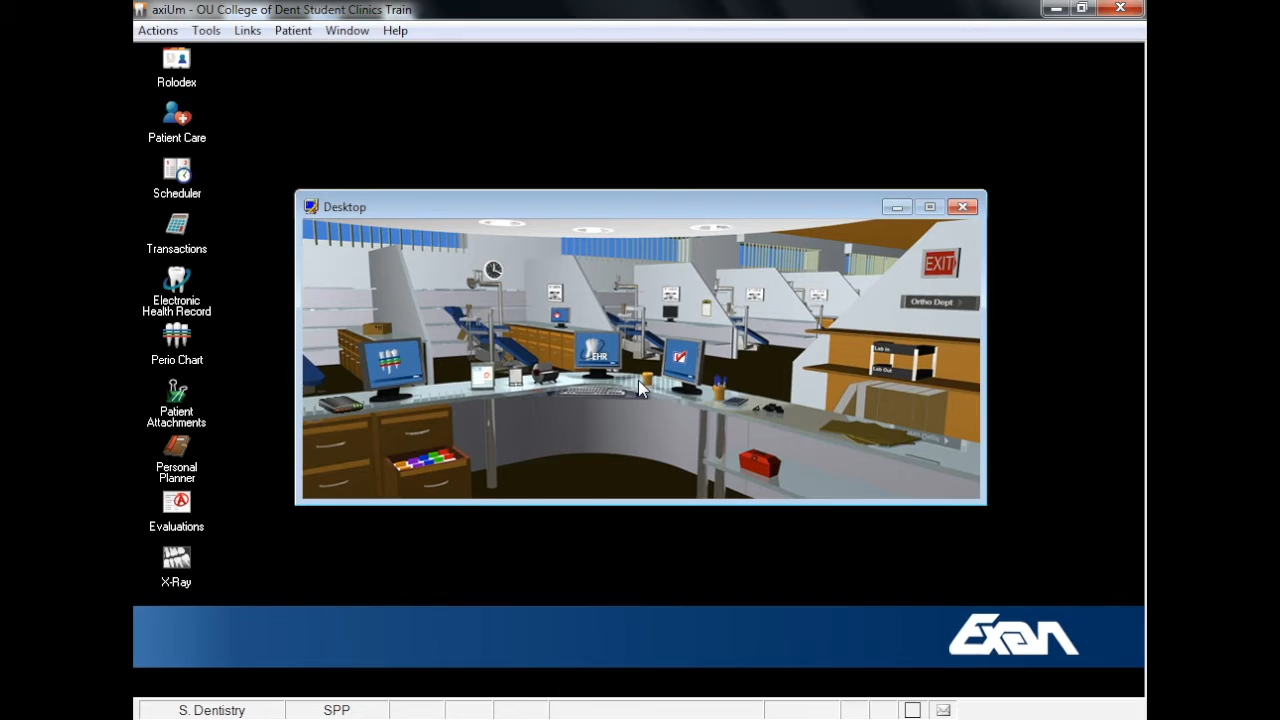 axiUm - OU College of Dent Student Clinics Train
Actions Tools Links Patient Window Help
Rolodex
Patient Care
Scheduler
Transactions
Electronic
Health Record
Perio Chart
Patient
Attachments
Personal
Planner
Evaluations
X-Ray
Desktop
EXIT
Ortho Dept
Lab In
Lab Out
EHR
Exan
S. Dentistry SPP